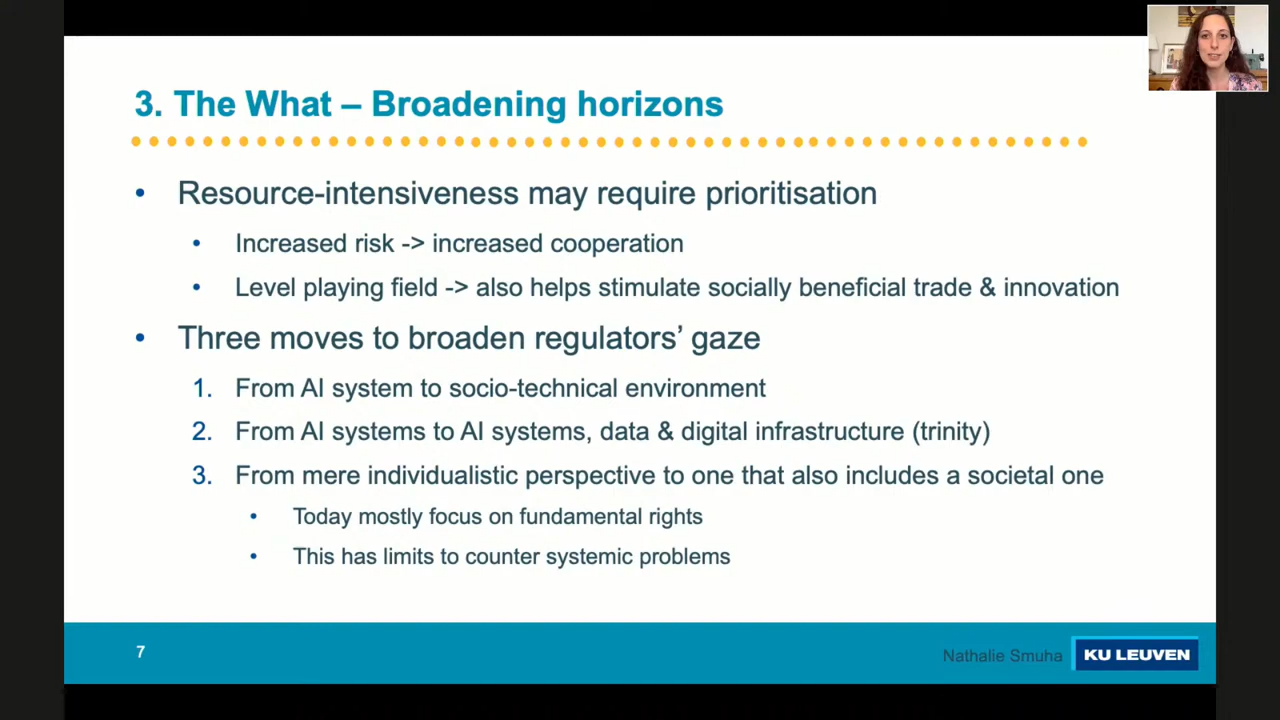 3. The What – Broadening horizons
• Resource-intensiveness may require prioritisation
• Increased risk -> increased cooperation
• Level playing field -> also helps stimulate socially beneficial trade & innovation
• Three moves to broaden regulators’ gaze
1. From AI system to socio-technical environment
2. From AI systems to AI systems, data & digital infrastructure (trinity)
3. From mere individualistic perspective to one that also includes a societal one
• Today mostly focus on fundamental rights
• This has limits to counter systemic problems
7
Nathalie Smuha
KU LEUVEN